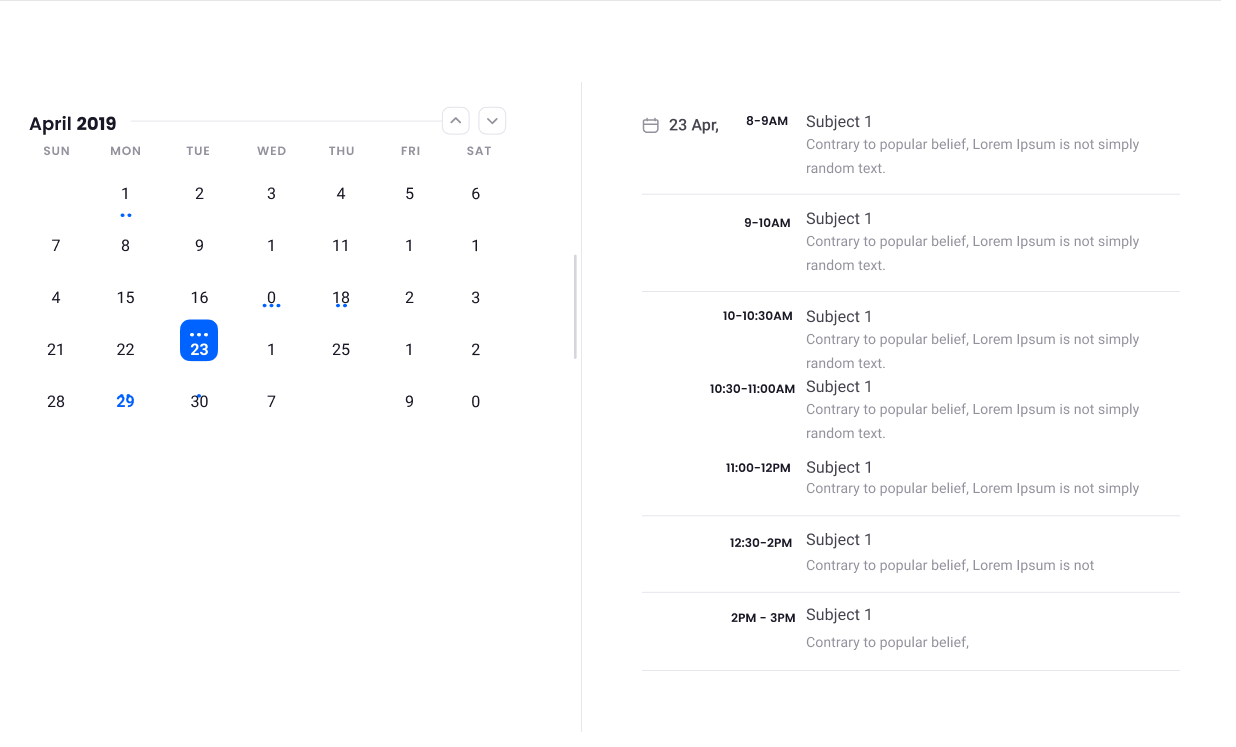 April 2019
SUN MON TUE WED THU FRI SAT
1 2 3 4 5 6
7 8 9 1 11 1 1
4 15 16 0 18 2 3
21 22 23 1 25 1 2
28 29 30 7 9 0
23 Apr,
8-9AM Subject 1
Contrary to popular belief, Lorem Ipsum is not simply
random text.
9-10AM Subject 1
Contrary to popular belief, Lorem Ipsum is not simply
random text.
10-10:30AM Subject 1
Contrary to popular belief, Lorem Ipsum is not simply
random text.
10:30-11:00AM Subject 1
Contrary to popular belief, Lorem Ipsum is not simply
random text.
11:00-12PM Subject 1
Contrary to popular belief, Lorem Ipsum is not simply
12:30-2PM Subject 1
Contrary to popular belief, Lorem Ipsum is not
2PM - 3PM Subject 1
Contrary to popular belief,